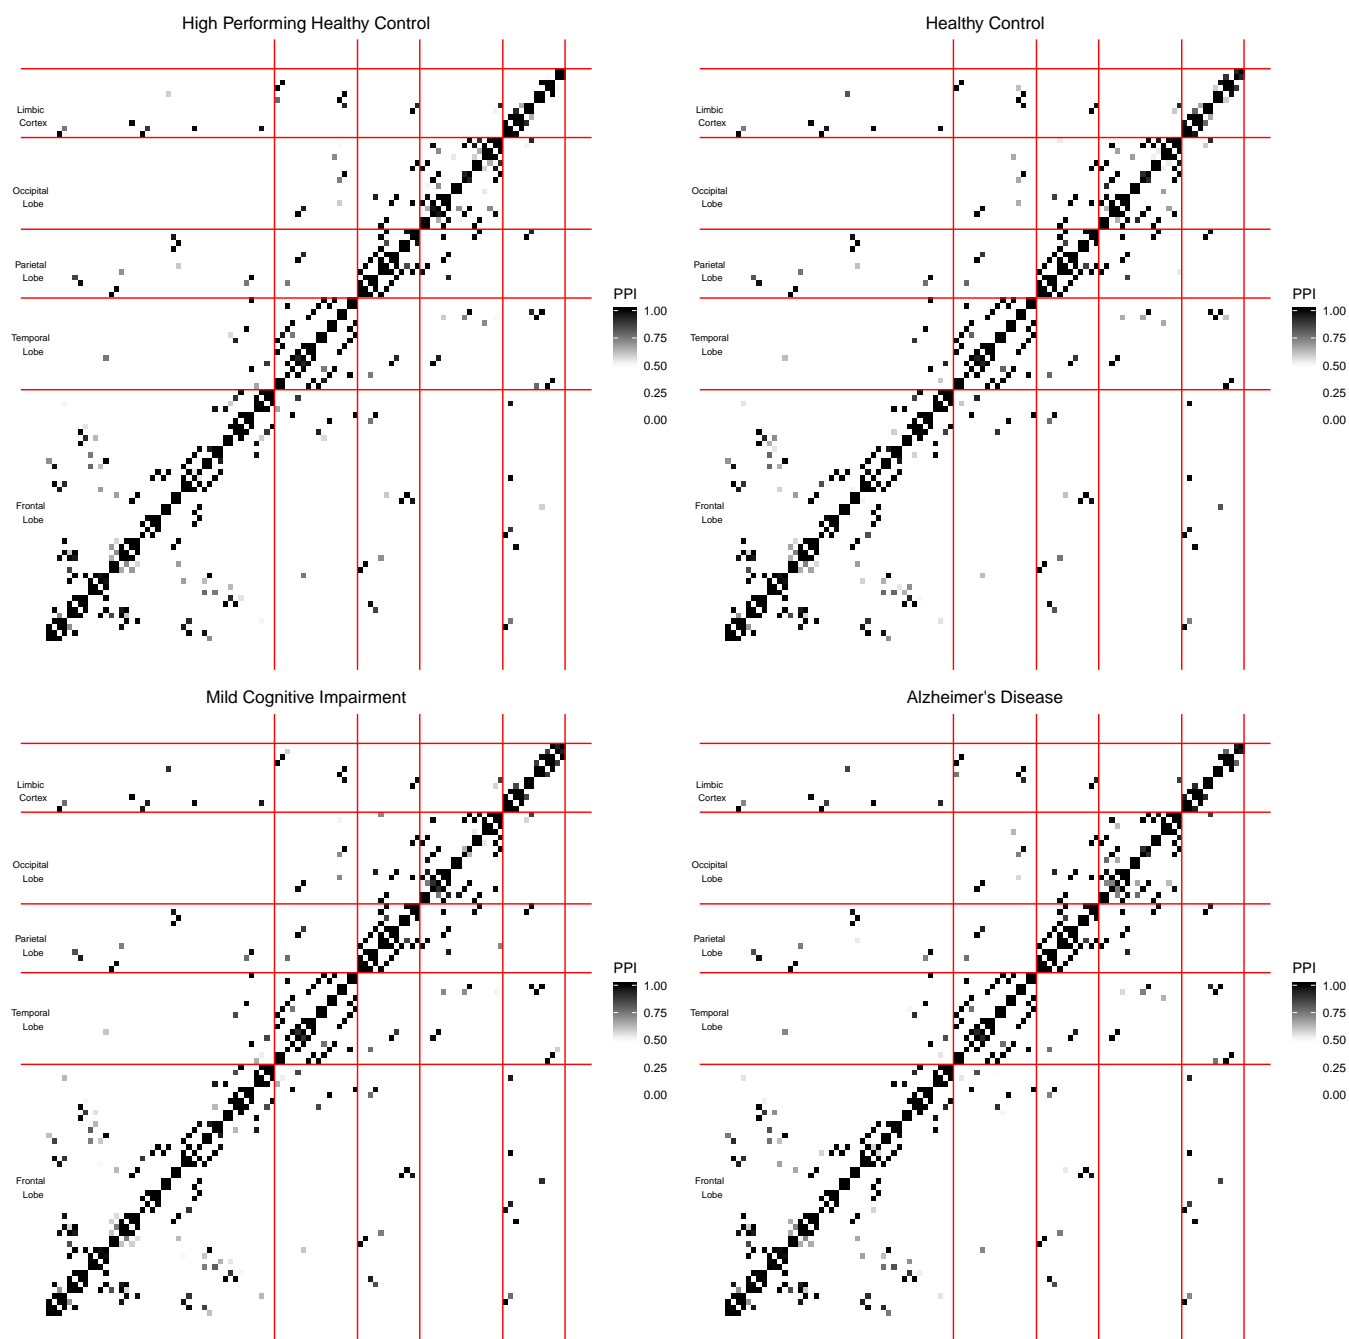 High Performing Healthy Control
Limbic
Cortex
Occipital
Lobe
Parietal
Lobe
Temporal
Lobe
Frontal
Lobe
PPI
1.00
0.75
0.50
0.25
0.00
Healthy Control
Limbic
Cortex
Occipital
Lobe
Parietal
Lobe
Temporal
Lobe
Frontal
Lobe
PPI
1.00
0.75
0.50
0.25
0.00
Mild Cognitive Impairment
Limbic
Cortex
Occipital
Lobe
Parietal
Lobe
Temporal
Lobe
Frontal
Lobe
PPI
1.00
0.75
0.50
0.25
0.00
Alzheimer's Disease
Limbic
Cortex
Occipital
Lobe
Parietal
Lobe
Temporal
Lobe
Frontal
Lobe
PPI
1.00
0.75
0.50
0.25
0.00